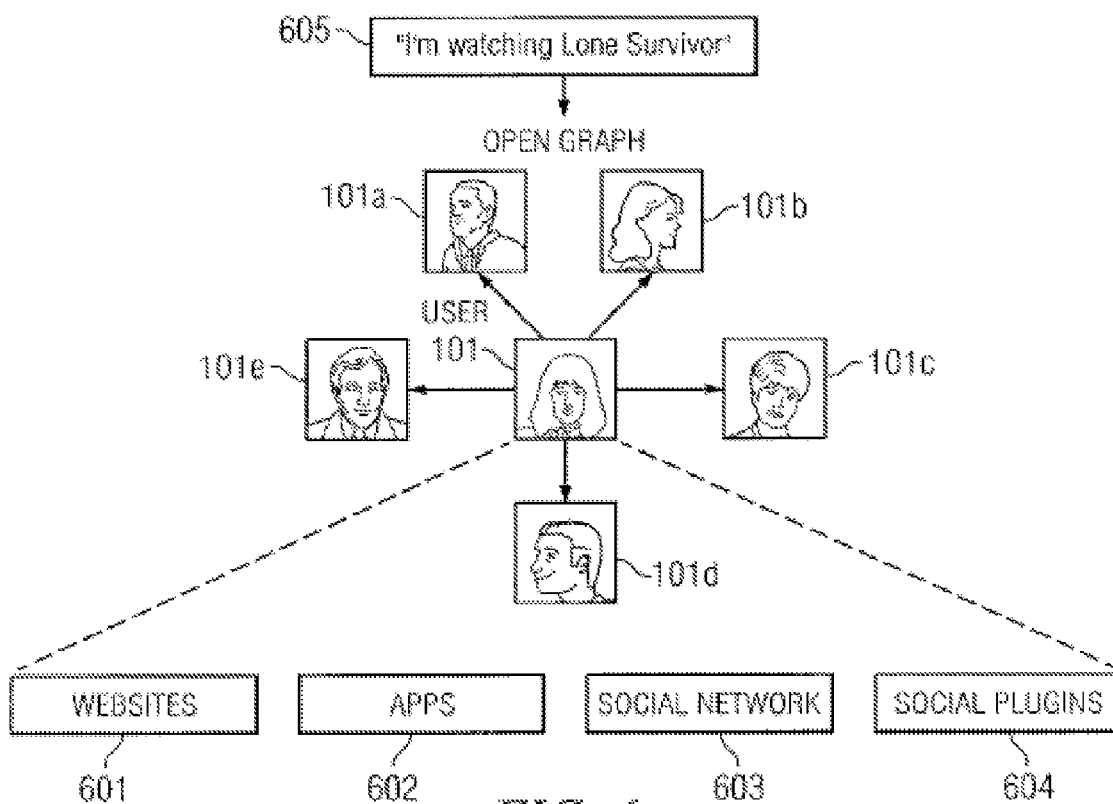 605
"I'm watching Lone Survivor"
OPEN GRAPH
101a
101b
USER
101
101e
101c
101d
WEBSITES
APPS
SOCIAL NETWORK
SOCIAL PLUGINS
601
602
603
604